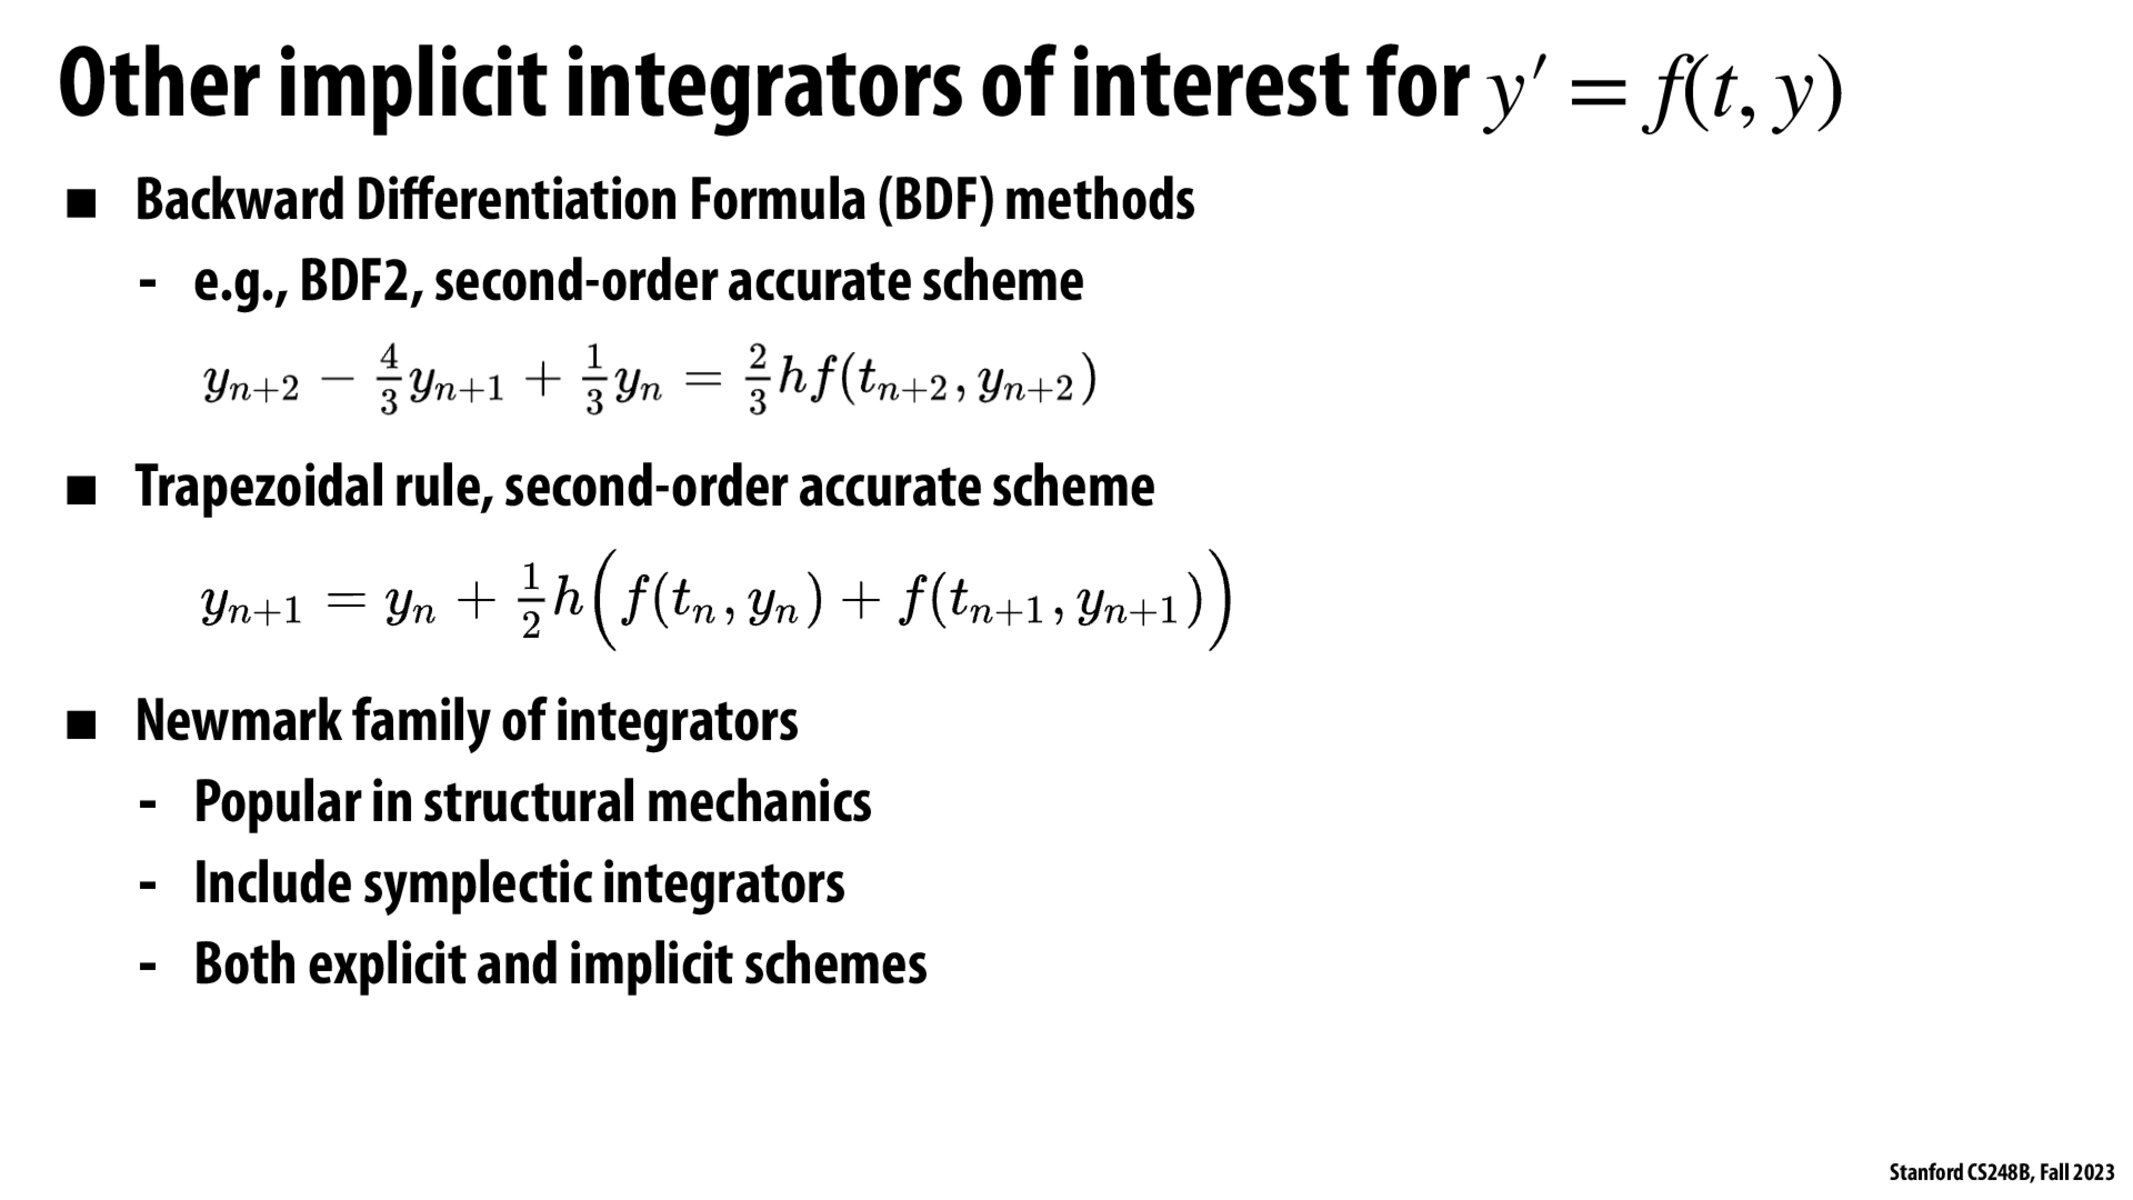 Other implicit integrators of interest for y′ = f(t, y)
■ Backward Differentiation Formula (BDF) methods
- e.g., BDF2, second-order accurate scheme
y_{n+2} − \frac{4}{3}y_{n+1} + \frac{1}{3}y_n = \frac{2}{3}hf(t_{n+2}, y_{n+2})
■ Trapezoidal rule, second-order accurate scheme
y_{n+1} = y_n + \frac{1}{2}h(f(t_n, y_n) + f(t_{n+1}, y_{n+1}))
■ Newmark family of integrators
- Popular in structural mechanics
- Include symplectic integrators
- Both explicit and implicit schemes
Stanford CS248B, Fall 2023